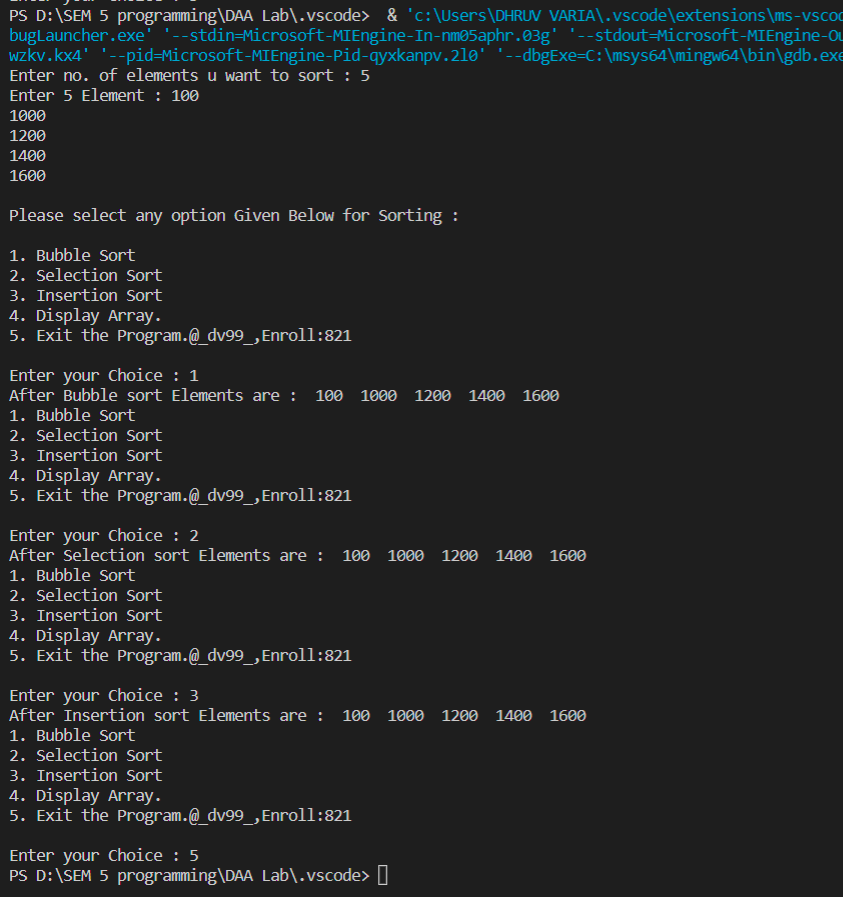 PS D:\SEM 5 programming\DAA Lab\.vscode>  & 'c:\Users\DHRUV VARIA\.vscode\extensions\ms-vscod
bugLauncher.exe' '--stdin=Microsoft-MIEngine-In-nm05aphr.03g' '--stdout=Microsoft-MIEngine-Ou
wzkv.kx4' '--pid=Microsoft-MIEngine-Pid-qyxkanpv.2l0' '--dbgExe=C:\msys64\mingw64\bin\gdb.exe
Enter no. of elements u want to sort : 5
Enter 5 Element : 100
1000
1200
1400
1600
Please select any option Given Below for Sorting :
1. Bubble Sort
2. Selection Sort
3. Insertion Sort
4. Display Array.
5. Exit the Program.@_dv99_,Enroll:821
Enter your Choice : 1
After Bubble sort Elements are :  100  1000  1200  1400  1600
1. Bubble Sort
2. Selection Sort
3. Insertion Sort
4. Display Array.
5. Exit the Program.@_dv99_,Enroll:821
Enter your Choice : 2
After Selection sort Elements are :  100  1000  1200  1400  1600
1. Bubble Sort
2. Selection Sort
3. Insertion Sort
4. Display Array.
5. Exit the Program.@_dv99_,Enroll:821
Enter your Choice : 3
After Insertion sort Elements are :  100  1000  1200  1400  1600
1. Bubble Sort
2. Selection Sort
3. Insertion Sort
4. Display Array.
5. Exit the Program.@_dv99_,Enroll:821
Enter your Choice : 5
PS D:\SEM 5 programming\DAA Lab\.vscode>